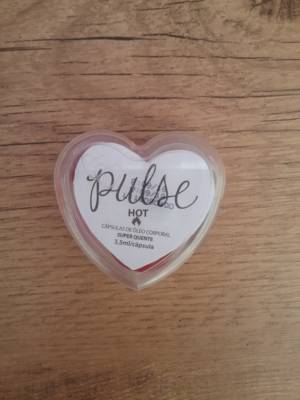 pulse
HOT
CÁPSULAS DE ÓLEO CORPORAL
SUPER QUENTE
3,5ml/cápsula